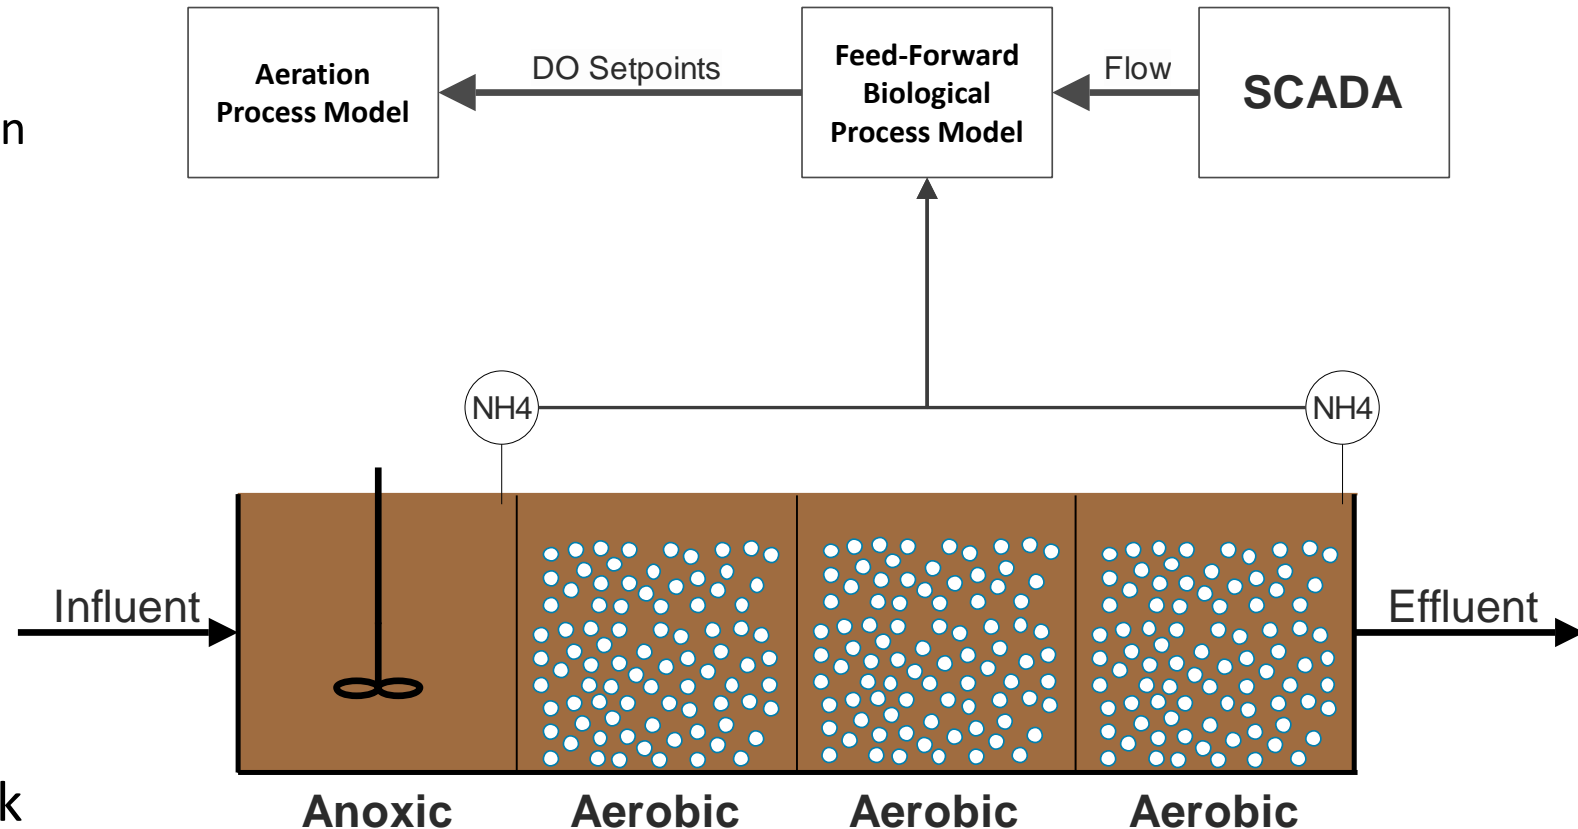 Aeration
Process Model
DO Setpoints
Feed-Forward
Biological
Process Model
Flow
SCADA
n
NH4
NH4
Influent
Effluent
k
Anoxic
Aerobic
Aerobic
Aerobic